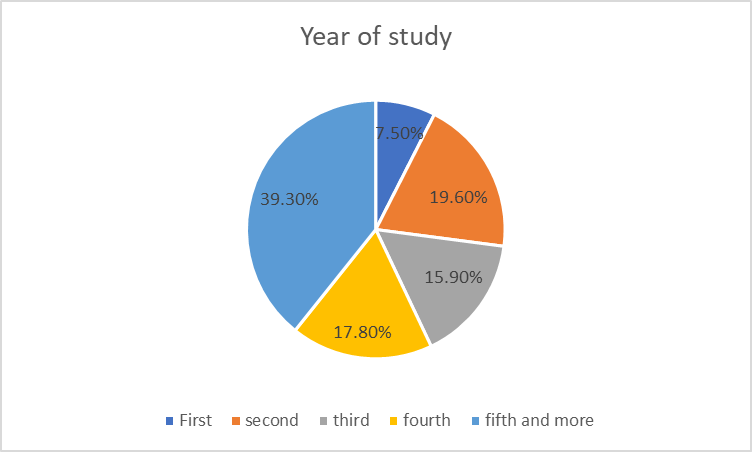 Year of study
7.50%
19.60%
39.30%
15.90%
17.80%
First second third fourth fifth and more